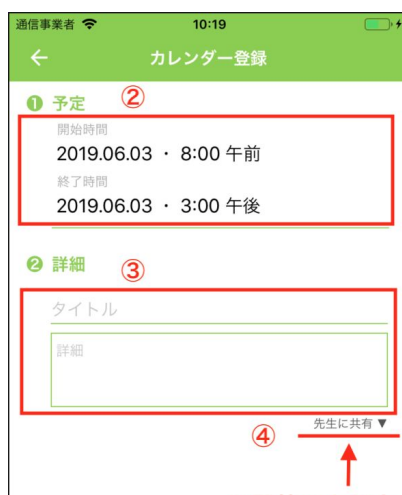 通信事業者 10:19
← カレンダー登録
❶ 予定 ②
開始時間
2019.06.03 ・ 8:00 午前
終了時間
2019.06.03 ・ 3:00 午後
❷ 詳細 ③
タイトル
詳細
先生に共有 ▼
④